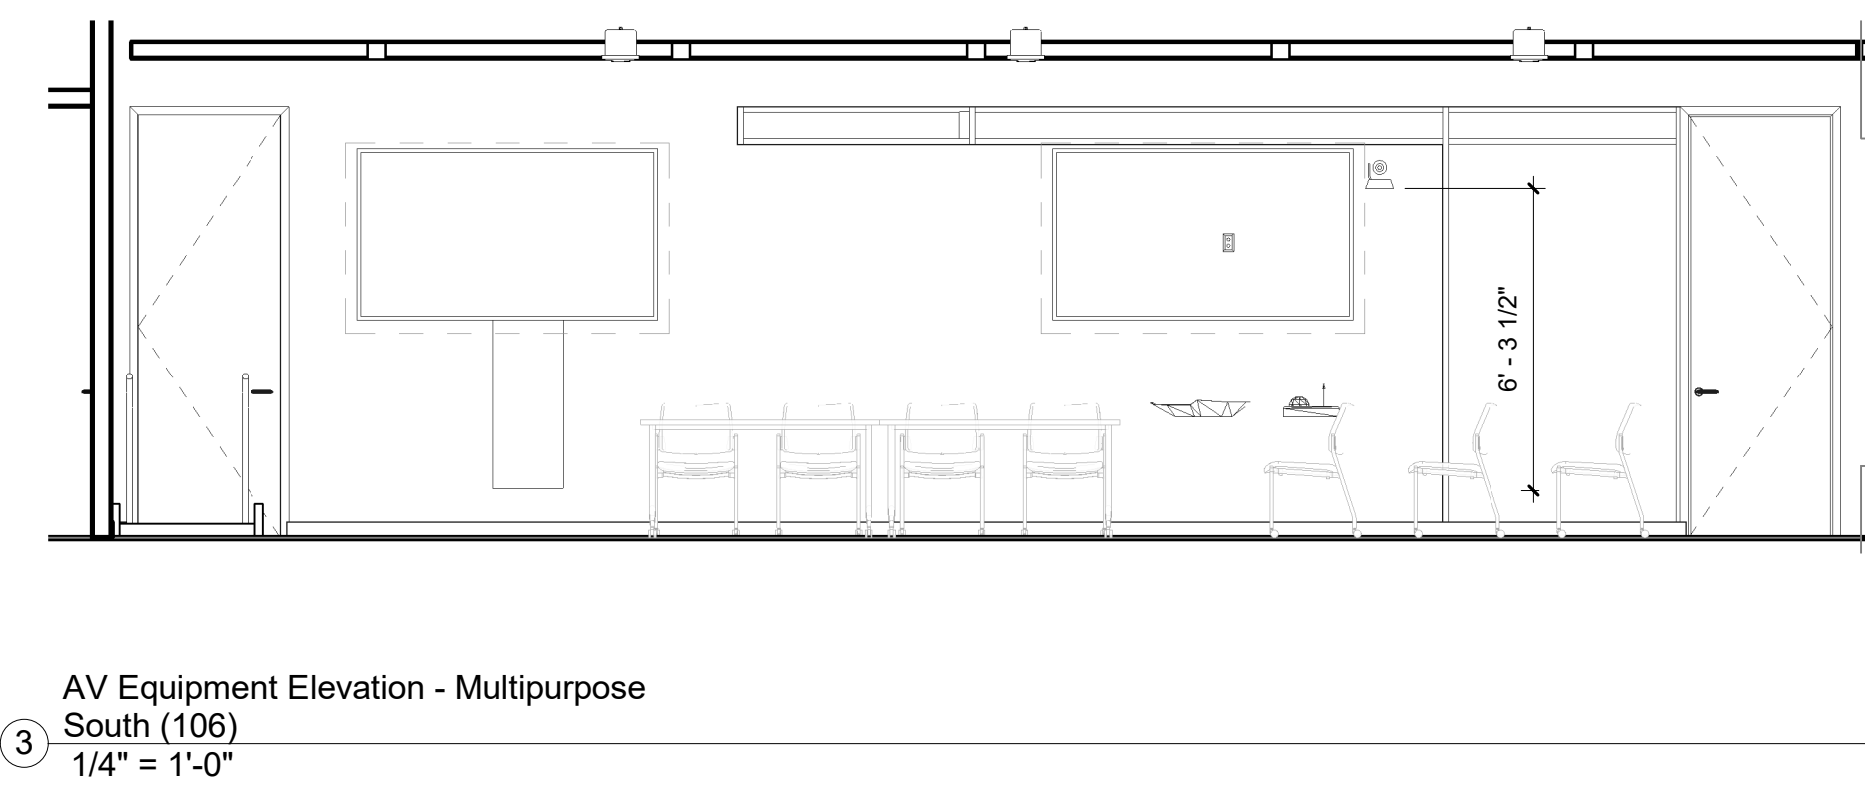 6' - 3 1/2"
AV Equipment Elevation - Multipurpose
South (106)
3
1/4" = 1'-0"